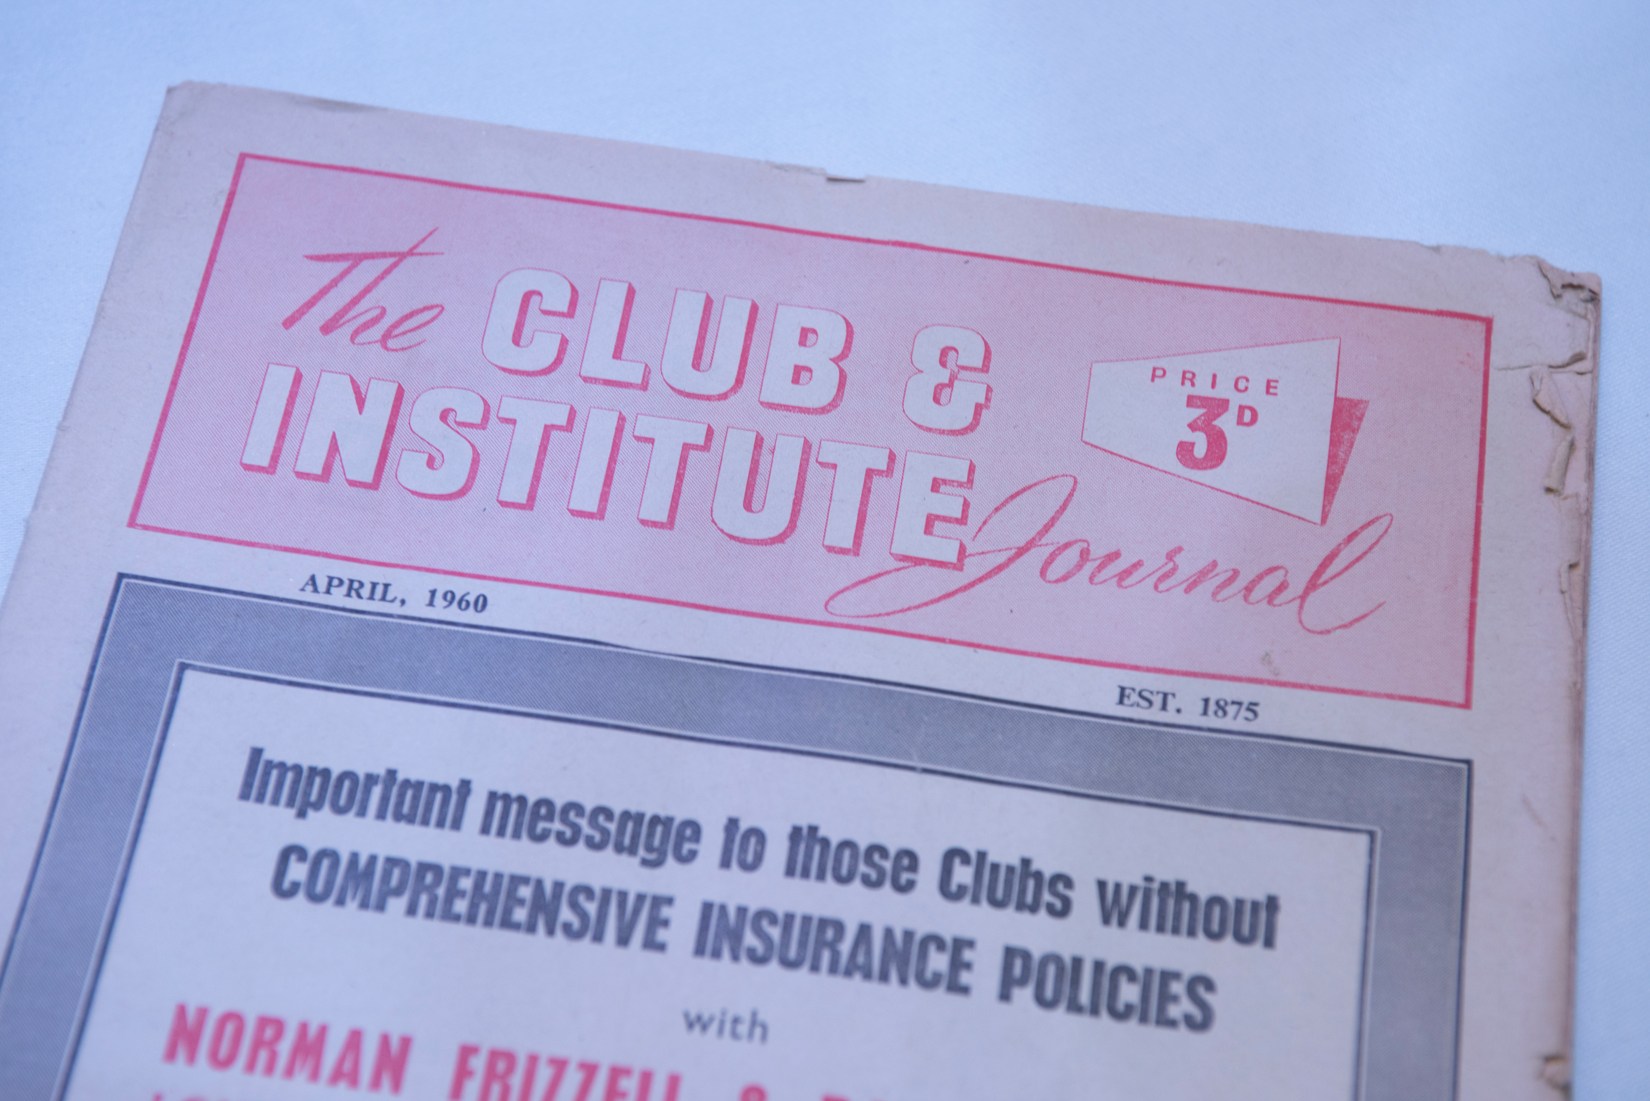 The CLUB &
INSTITUTE Journal
PRICE
3D
APRIL, 1960
EST. 1875
Important message to those Clubs without
COMPREHENSIVE INSURANCE POLICIES
with
NORMAN FRIZZELL &